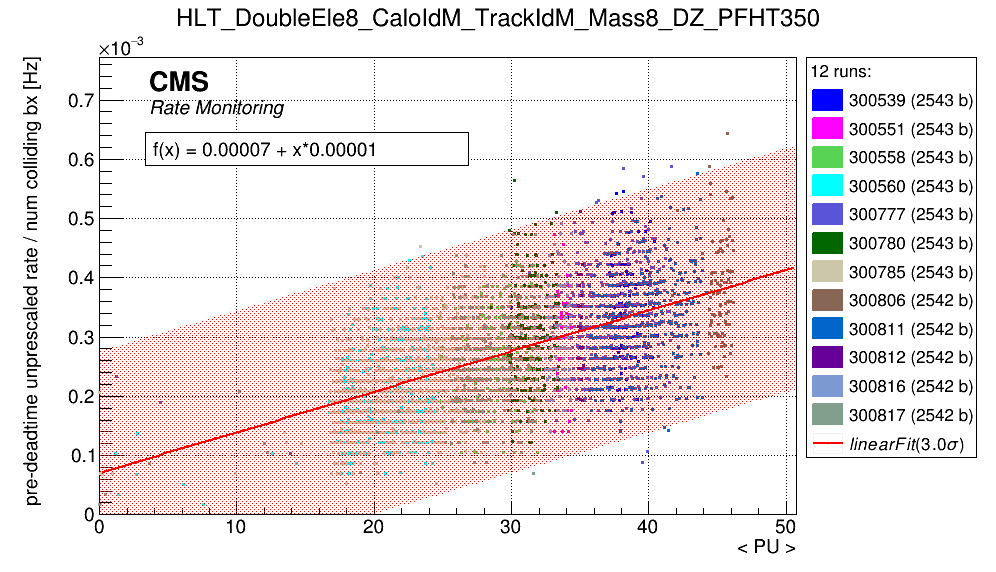 HLT_DoubleEle8_CaloIdM_TrackIdM_Mass8_DZ_PFHT350
×10⁻³
pre-deadtime unprescaled rate / num colliding bx [Hz]
CMS
Rate Monitoring
f(x) = 0.00007 + x*0.00001
0.7
0.6
0.5
0.4
0.3
0.2
0.1
0
0 10 20 30 40 50
< PU >
12 runs:
300539 (2543 b)
300551 (2543 b)
300558 (2543 b)
300560 (2543 b)
300777 (2543 b)
300780 (2543 b)
300785 (2543 b)
300806 (2542 b)
300811 (2542 b)
300812 (2542 b)
300816 (2542 b)
300817 (2542 b)
linearFit(3.0σ)